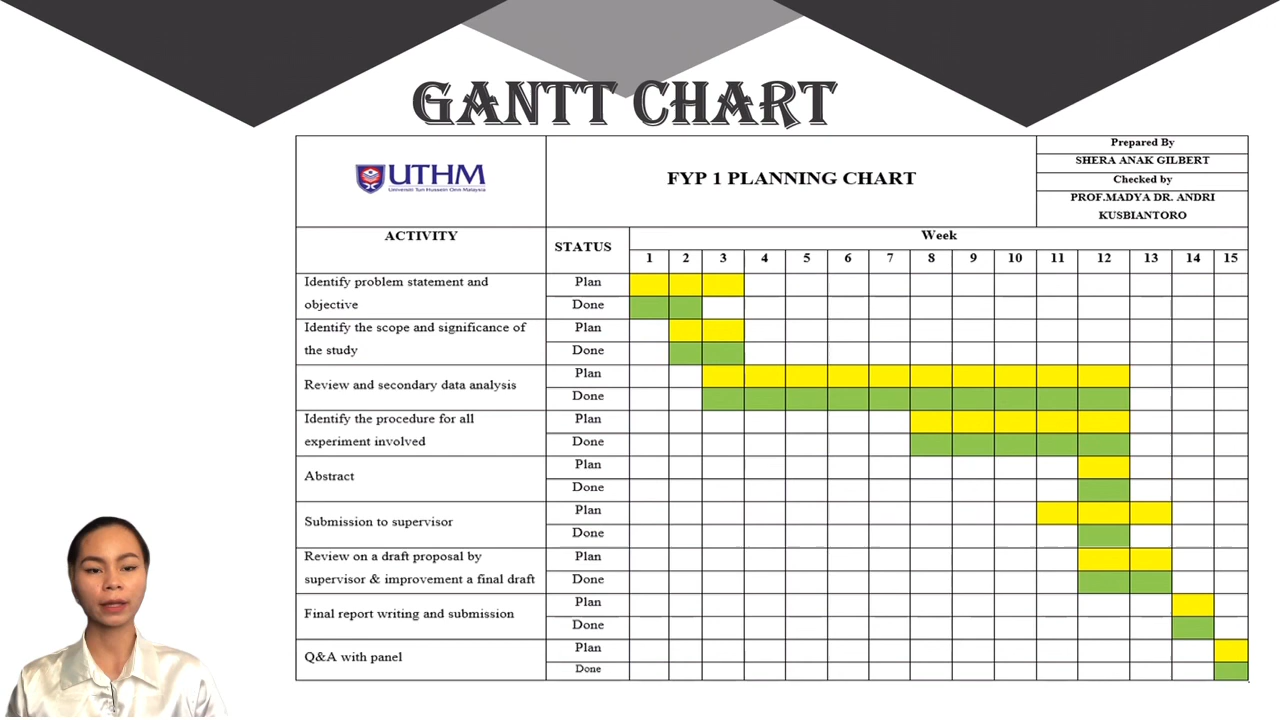 GANTT CHART
UTHM
Universiti Tun Hussein Onn Malaysia
FYP 1 PLANNING CHART
Prepared By
SHERA ANAK GILBERT
Checked by
PROF.MADYA DR. ANDRI
KUSBIANTORO
ACTIVITY
STATUS
Week
1 2 3 4 5 6 7 8 9 10 11 12 13 14 15
Identify problem statement and
objective
Plan
Done
Identify the scope and significance of
the study
Plan
Done
Review and secondary data analysis
Plan
Done
Identify the procedure for all
experiment involved
Plan
Done
Abstract
Plan
Done
Submission to supervisor
Plan
Done
Review on a draft proposal by
supervisor & improvement a final draft
Plan
Done
Final report writing and submission
Plan
Done
Q&A with panel
Plan
Done